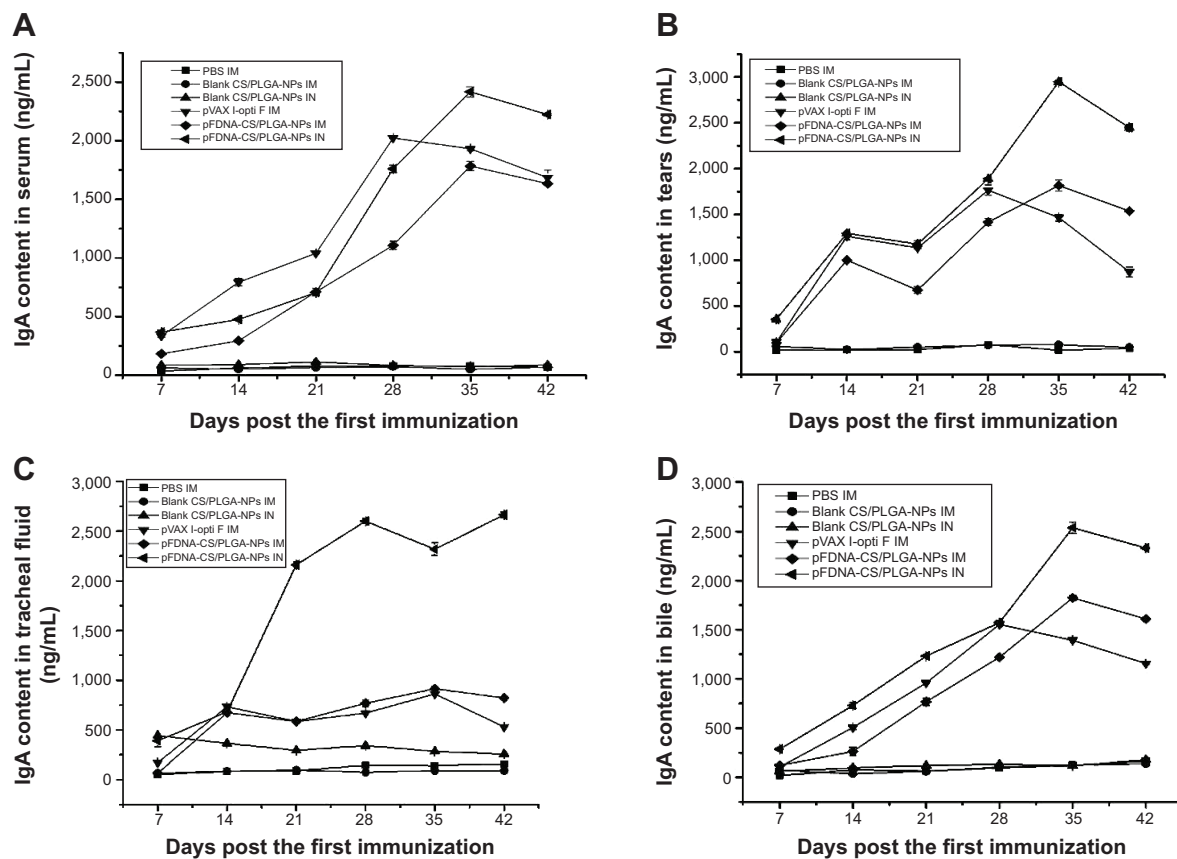 A
IgA content in serum (ng/mL)
2,500
2,000
1,500
1,000
500
0
PBS IM
Blank CS/PLGA-NPs IM
Blank CS/PLGA-NPs IN
pVAX I-opti F IM
pFDNA-CS/PLGA-NPs IM
pFDNA-CS/PLGA-NPs IN
7 14 21 28 35 42
Days post the first immunization
B
IgA content in tears (ng/mL)
3,000
2,500
2,000
1,500
1,000
500
0
PBS IM
Blank CS/PLGA-NPs IM
Blank CS/PLGA-NPs IN
pVAX I-opti F IM
pFDNA-CS/PLGA-NPs IM
pFDNA-CS/PLGA-NPs IN
7 14 21 28 35 42
Days post the first immunization
C
IgA content in tracheal fluid
(ng/mL)
3,000
2,500
2,000
1,500
1,000
500
0
PBS IM
Blank CS/PLGA-NPs IM
Blank CS/PLGA-NPs IN
pVAX I-opti F IM
pFDNA-CS/PLGA-NPs IM
pFDNA-CS/PLGA-NPs IN
7 14 21 28 35 42
Days post the first immunization
D
IgA content in bile (ng/mL)
3,000
2,500
2,000
1,500
1,000
500
0
PBS IM
Blank CS/PLGA-NPs IM
Blank CS/PLGA-NPs IN
pVAX I-opti F IM
pFDNA-CS/PLGA-NPs IM
pFDNA-CS/PLGA-NPs IN
7 14 21 28 35 42
Days post the first immunization